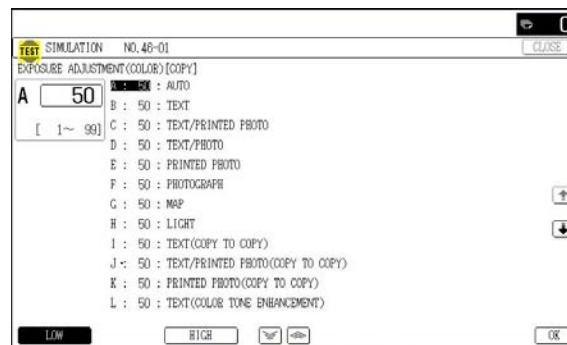 0
TEST SIMULATION NO. 46-01
CLOSE
EXPOSURE ADJUSTMENT(COLOR)[COPY]
A 50
[ 1~ 99]
A : 50 : AUTO
B : 50 : TEXT
C : 50 : TEXT/PRINTED PHOTO
D : 50 : TEXT/PHOTO
E : 50 : PRINTED PHOTO
F : 50 : PHOTOGRAPH
G : 50 : MAP
H : 50 : LIGHT
I : 50 : TEXT(COPY TO COPY)
J : 50 : TEXT/PRINTED PHOTO(COPY TO COPY)
K : 50 : PRINTED PHOTO(COPY TO COPY)
L : 50 : TEXT(COLOR TONE ENHANCEMENT)
LOW HIGH OK